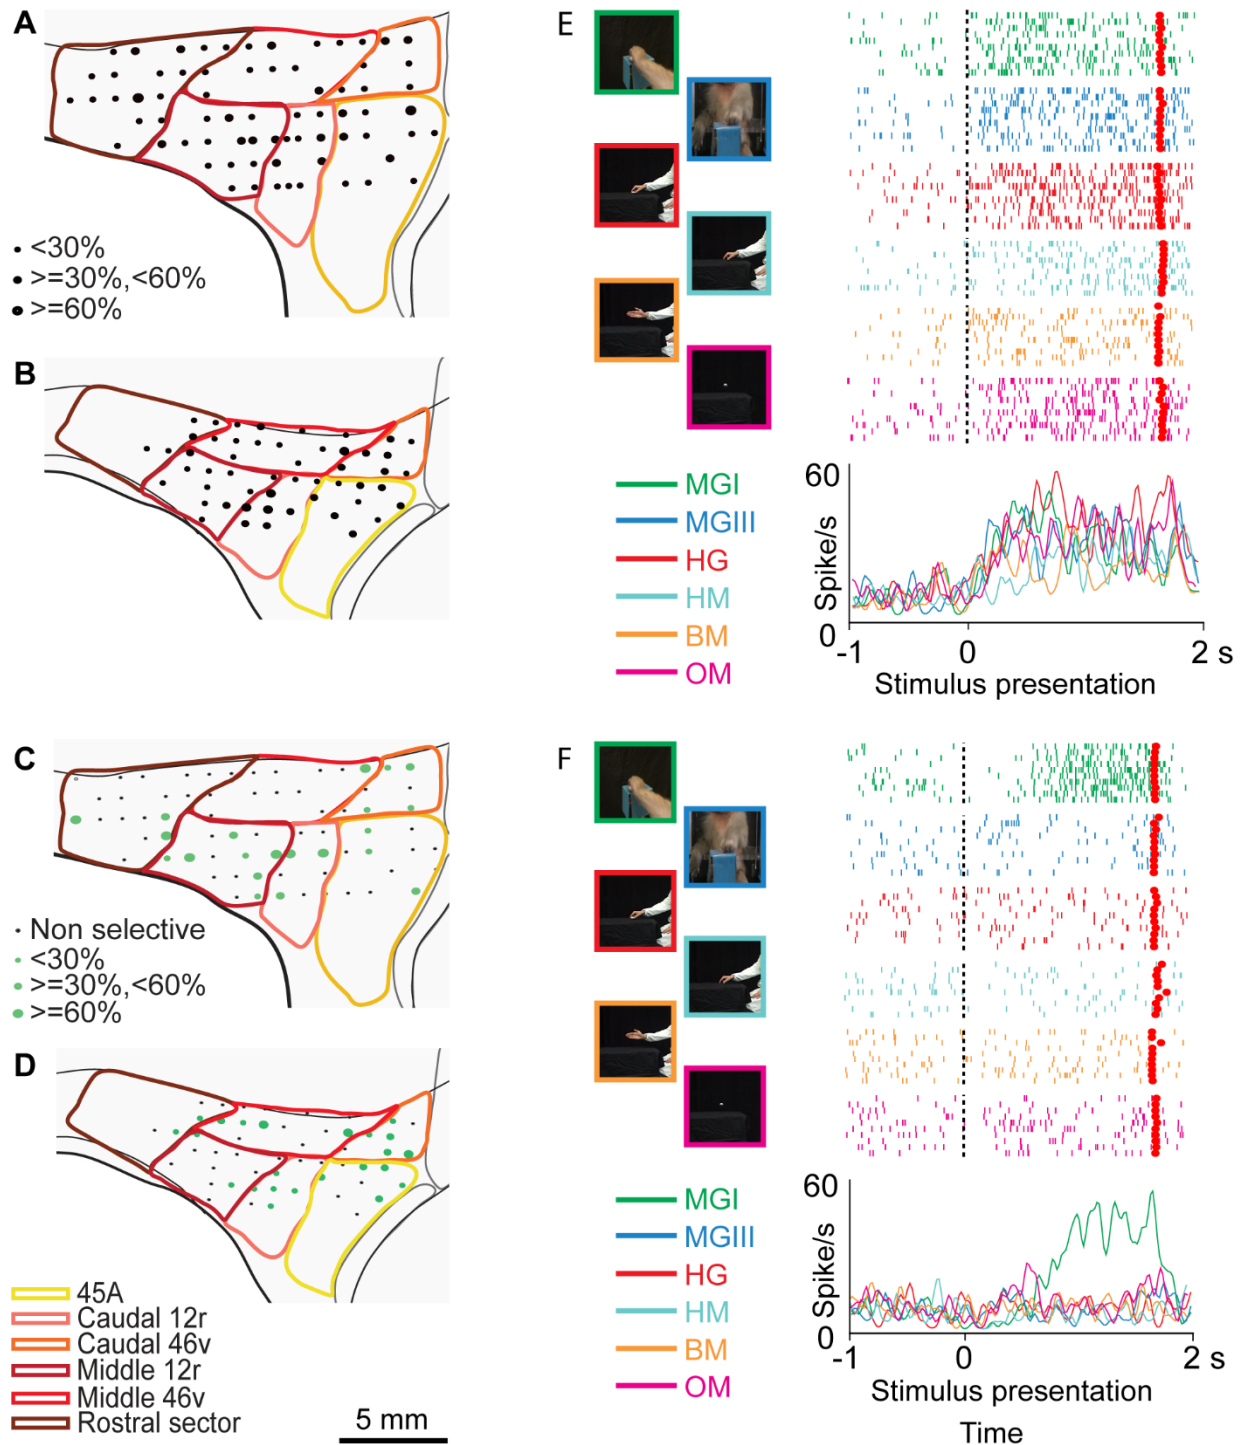 A
<30%
>=30%,<60%
>=60%
B
C
Non selective
<30%
>=30%,<60%
>=60%
D
45A
Caudal 12r
Caudal 46v
Middle 12r
Middle 46v
Rostral sector
5 mm
E
MGI
MGIII
HG
HM
BM
OM
60
Spike/s
0
-1 0 2 s
Stimulus presentation
F
MGI
MGIII
HG
HM
BM
OM
60
Spike/s
0
-1 0 2 s
Stimulus presentation
Time